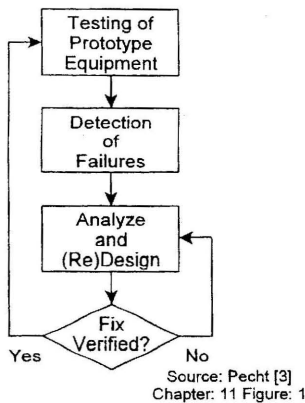 Testing of
Prototype
Equipment
Detection
of
Failures
Analyze
and
(Re)Design
Fix
Verified?
Yes
No
Source: Pecht [3]
Chapter: 11 Figure: 1